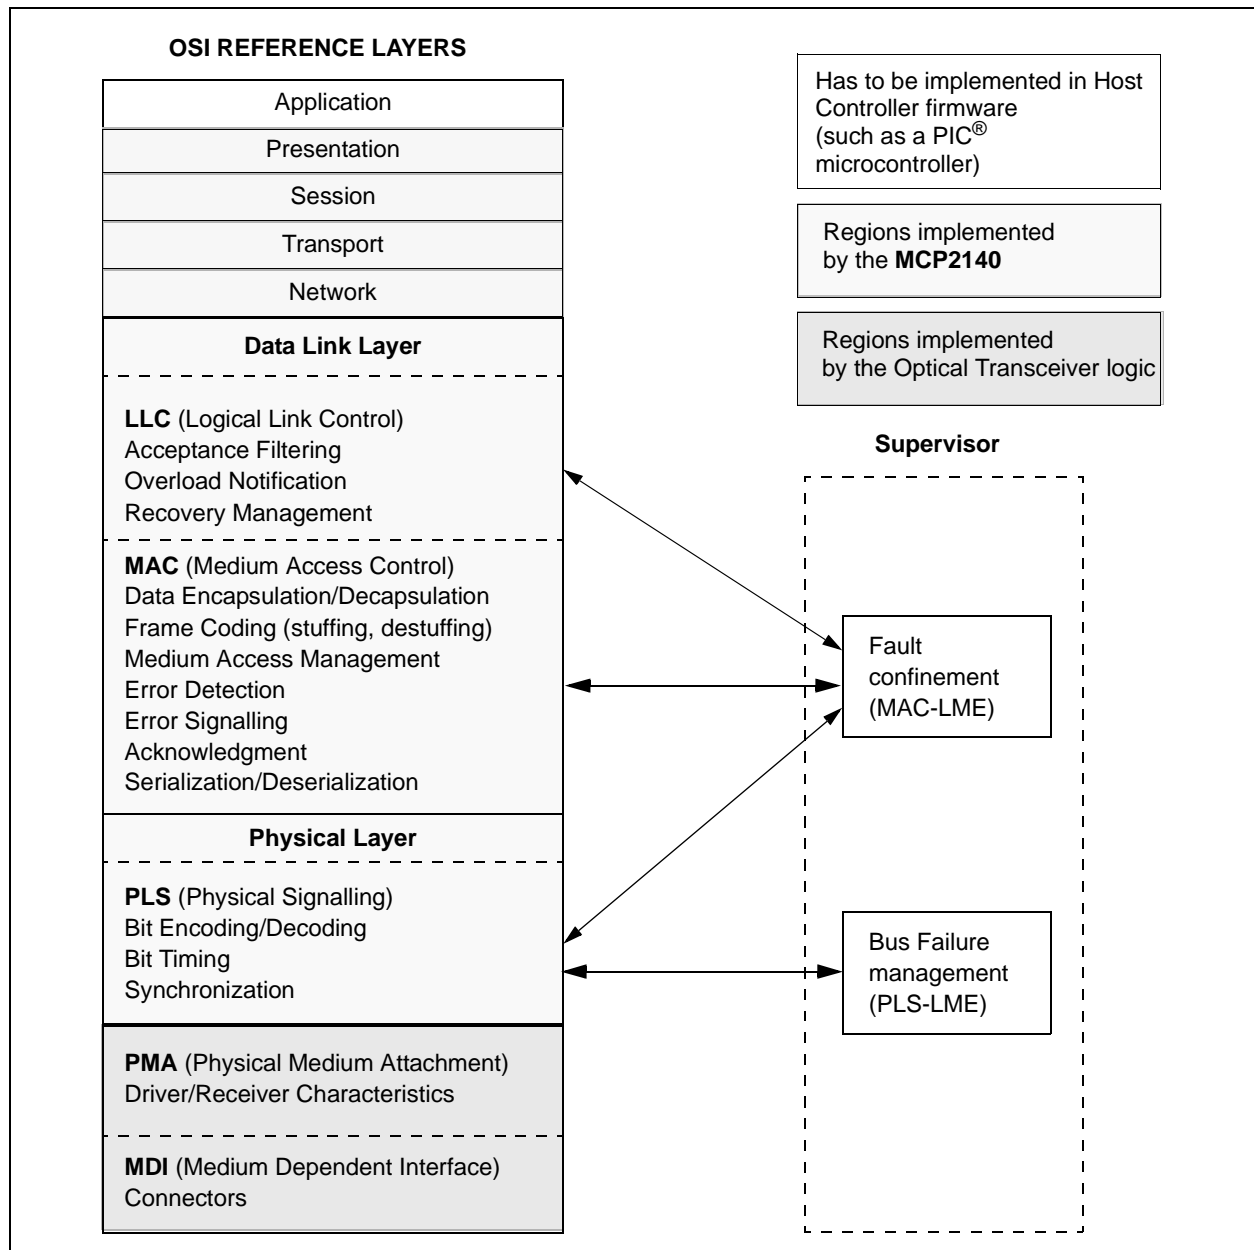 OSI REFERENCE LAYERS
Application
Presentation
Session
Transport
Network
Data Link Layer
LLC (Logical Link Control)
Acceptance Filtering
Overload Notification
Recovery Management
MAC (Medium Access Control)
Data Encapsulation/Decapsulation
Frame Coding (stuffing, destuffing)
Medium Access Management
Error Detection
Error Signalling
Acknowledgment
Serialization/Deserialization
Physical Layer
PLS (Physical Signalling)
Bit Encoding/Decoding
Bit Timing
Synchronization
PMA (Physical Medium Attachment)
Driver/Receiver Characteristics
MDI (Medium Dependent Interface)
Connectors
Has to be implemented in Host
Controller firmware
(such as a PIC®
microcontroller)
Regions implemented
by the MCP2140
Regions implemented
by the Optical Transceiver logic
Supervisor
Fault
confinement
(MAC-LME)
Bus Failure
management
(PLS-LME)